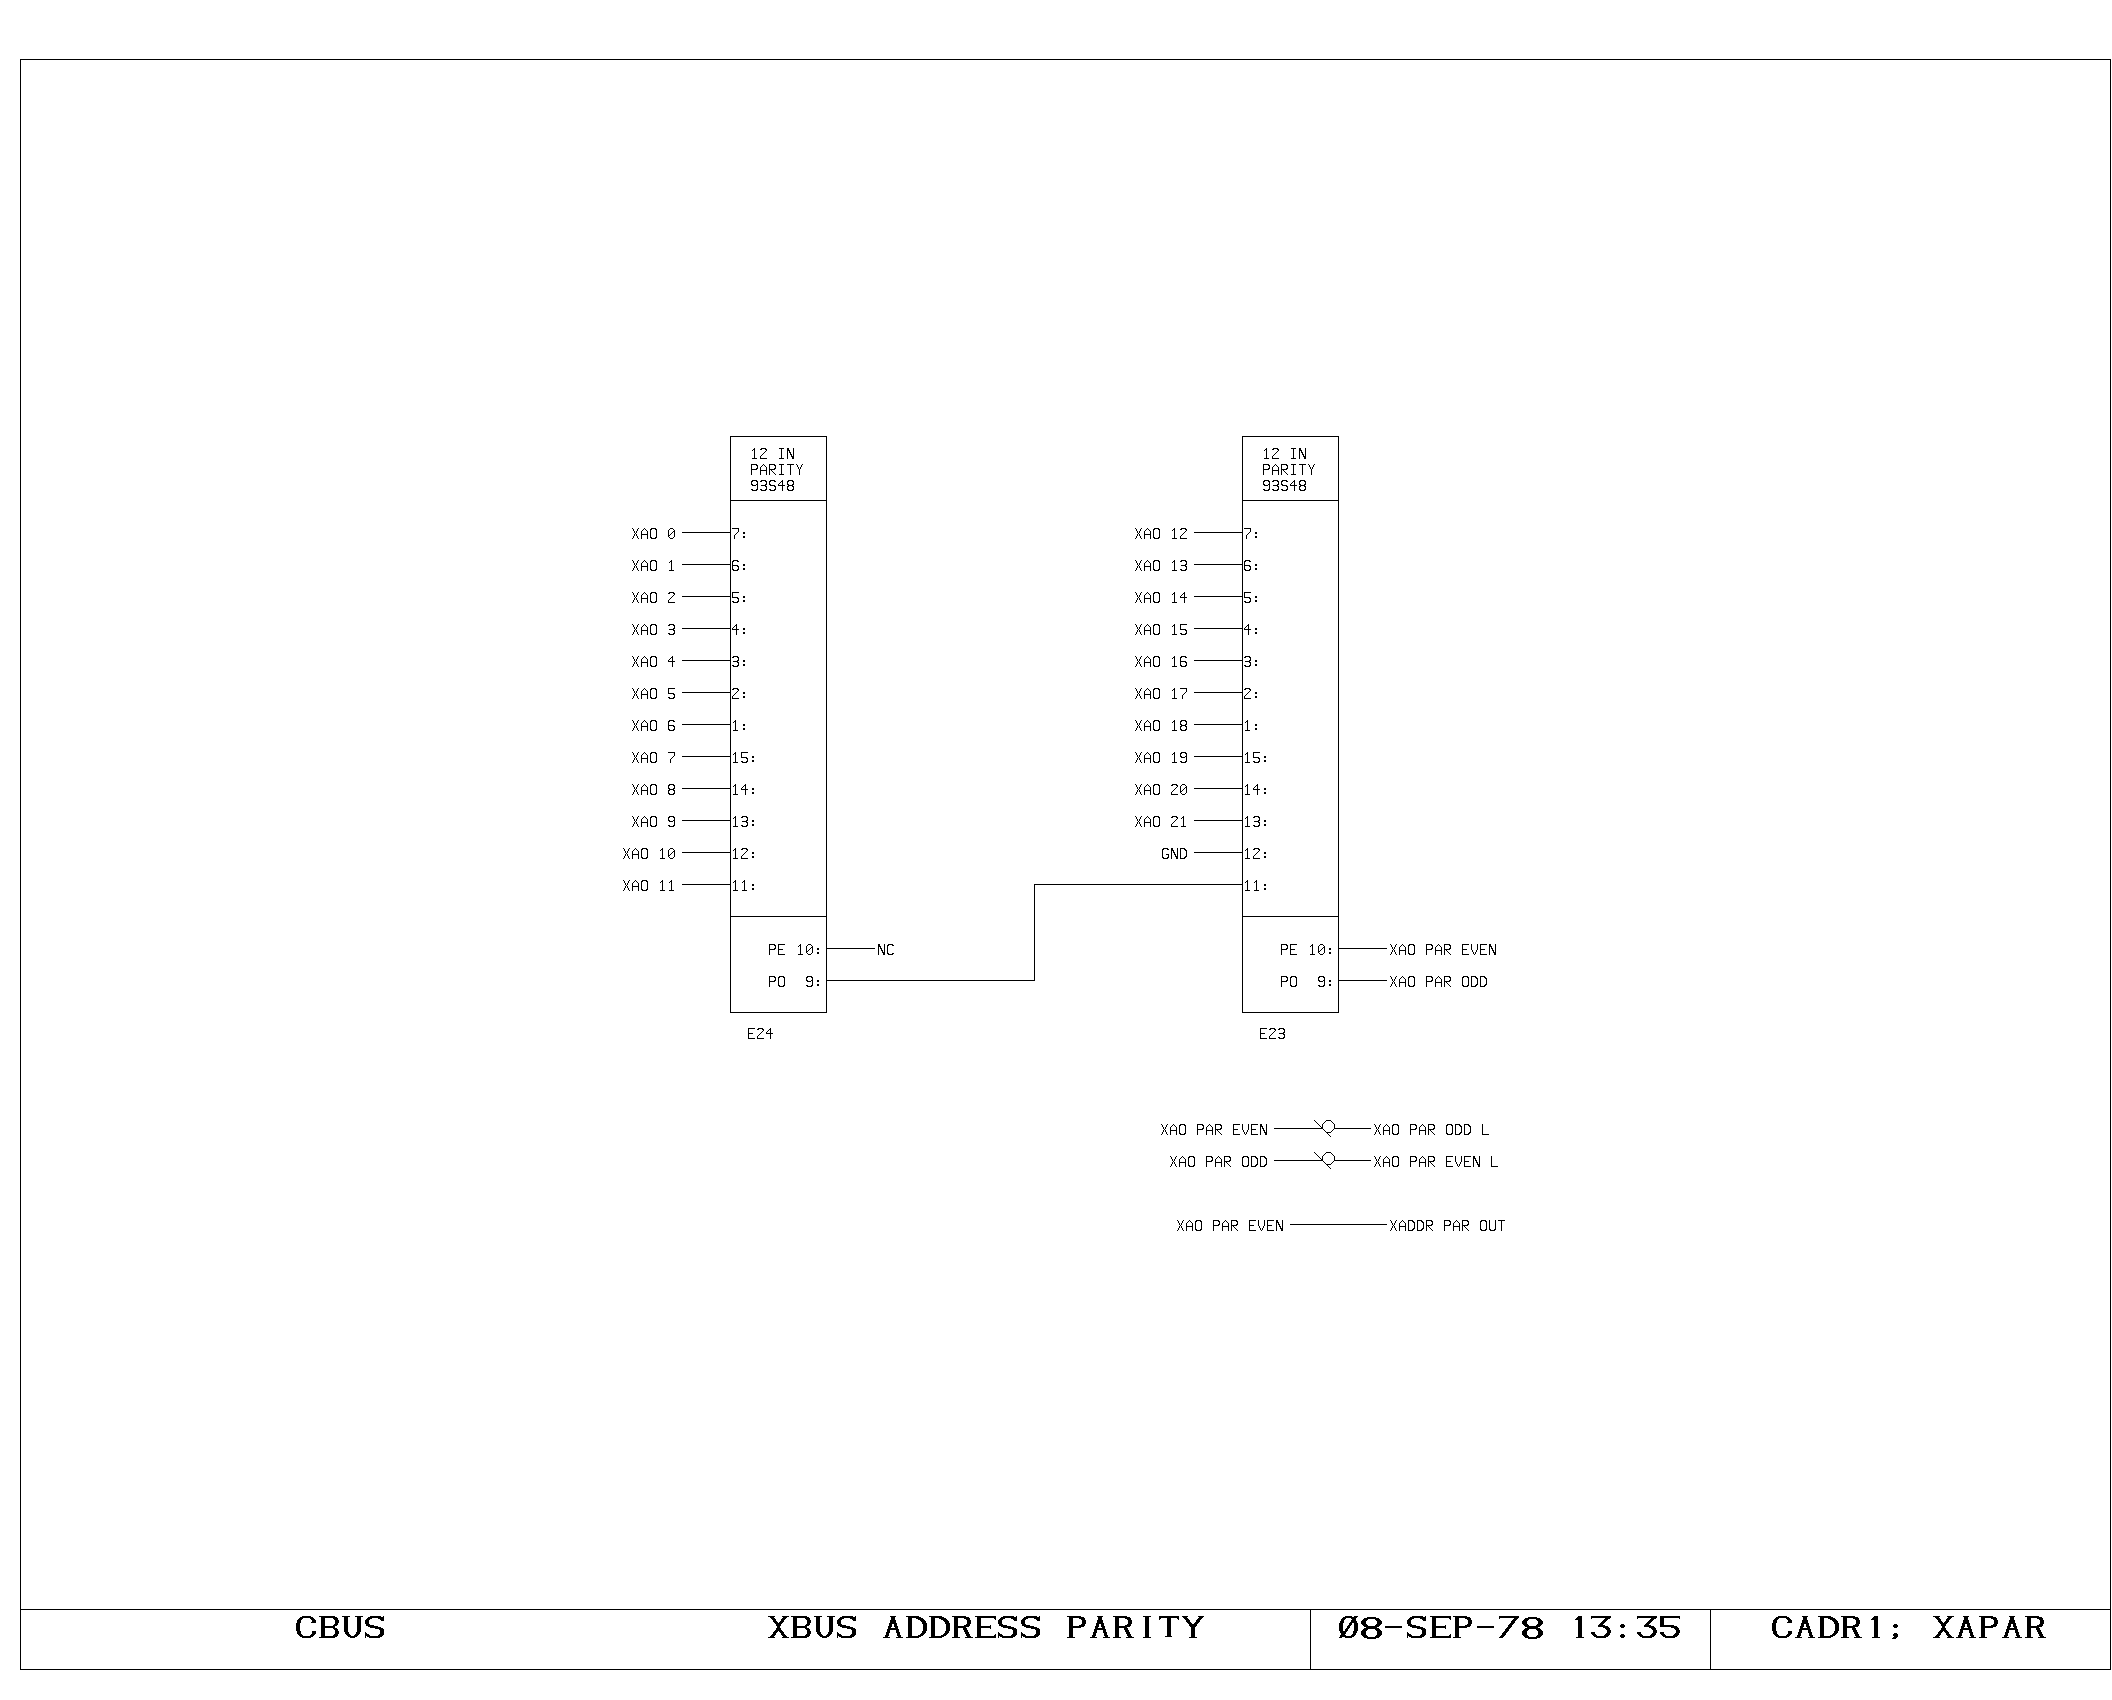 12 IN
PARITY
93S48
XAO 0 7:
XAO 1 6:
XAO 2 5:
XAO 3 4:
XAO 4 3:
XAO 5 2:
XAO 6 1:
XAO 7 15:
XAO 8 14:
XAO 9 13:
XAO 10 12:
XAO 11 11:
PE 10: NC
PO 9:
E24
12 IN
PARITY
93S48
XAO 12 7:
XAO 13 6:
XAO 14 5:
XAO 15 4:
XAO 16 3:
XAO 17 2:
XAO 18 1:
XAO 19 15:
XAO 20 14:
XAO 21 13:
GND 12:
11:
PE 10: XAO PAR EVEN
PO 9: XAO PAR ODD
E23
XAO PAR EVEN XAO PAR ODD L
XAO PAR ODD XAO PAR EVEN L
XAO PAR EVEN XADDR PAR OUT
CBUS XBUS ADDRESS PARITY 08-SEP-78 13:35 CADR1; XAPAR